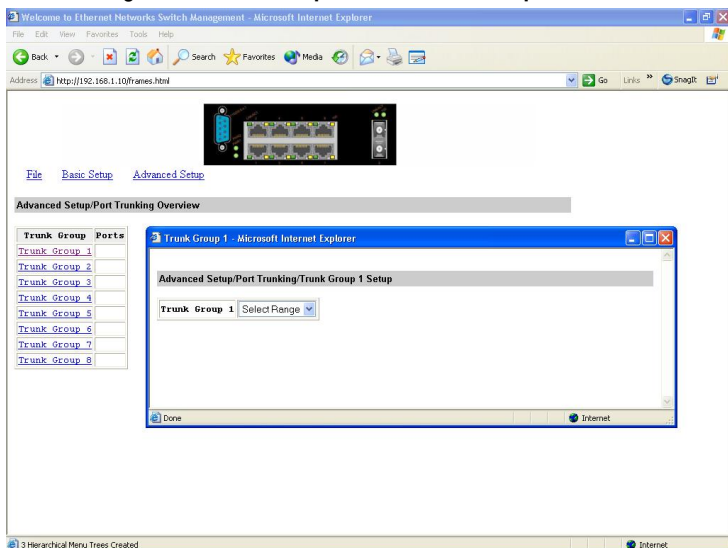 Welcome to Ethernet Networks Switch Management - Microsoft Internet Explorer
File Edit View Favorites Tools Help
Back Search Favorites Media
Address http://192.168.1.10/frames.html Go Links » SnagIt
File Basic Setup Advanced Setup
Advanced Setup/Port Trunking Overview
Trunk Group Ports
Trunk Group 1
Trunk Group 2
Trunk Group 3
Trunk Group 4
Trunk Group 5
Trunk Group 6
Trunk Group 7
Trunk Group 8
Trunk Group 1 - Microsoft Internet Explorer
Advanced Setup/Port Trunking/Trunk Group 1 Setup
Trunk Group 1 Select Range
Done Internet
3 Hierarchical Menu Trees Created Internet